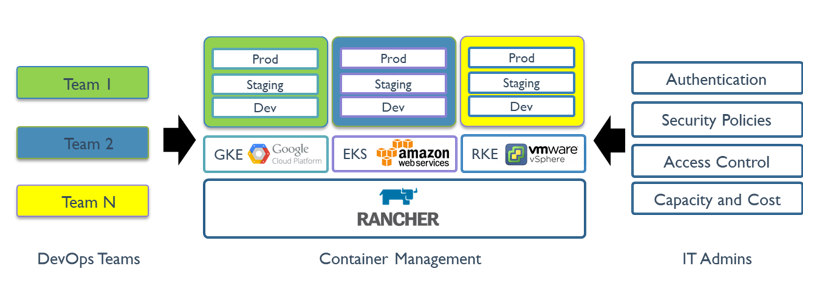 Team 1
Team 2
Team N
DevOps Teams
Prod
Staging
Dev
Prod
Staging
Dev
Prod
Staging
Dev
GKE
Google
Cloud Platform
EKS
amazon
webservices
RKE
vmware
vSphere
RANCHER
Container Management
Authentication
Security Policies
Access Control
Capacity and Cost
IT Admins